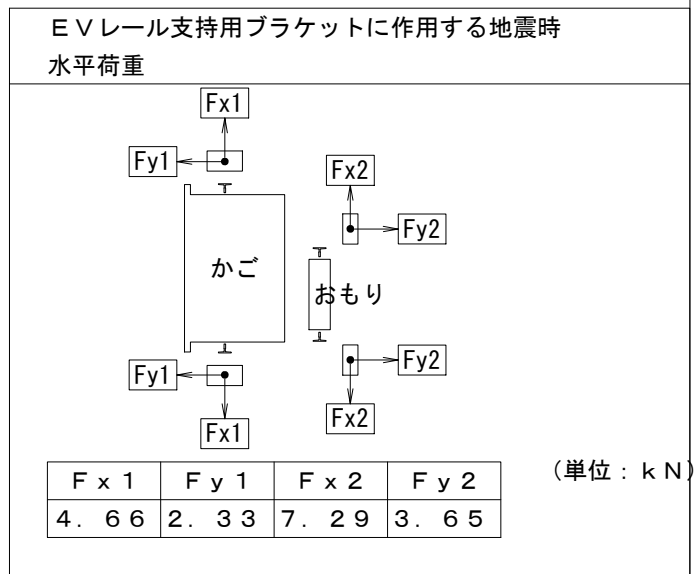 ＥＶレール支持用ブラケットに作用する地震時
水平荷重
Fx1
Fy1
Fx2
Fy2
かご
おもり
Fy1
Fy2
Fx1
Fx2
Ｆｘ１ Ｆｙ１ Ｆｘ２ Ｆｙ２
４．６６ ２．３３ ７．２９ ３．６５
（単位：ｋＮ）